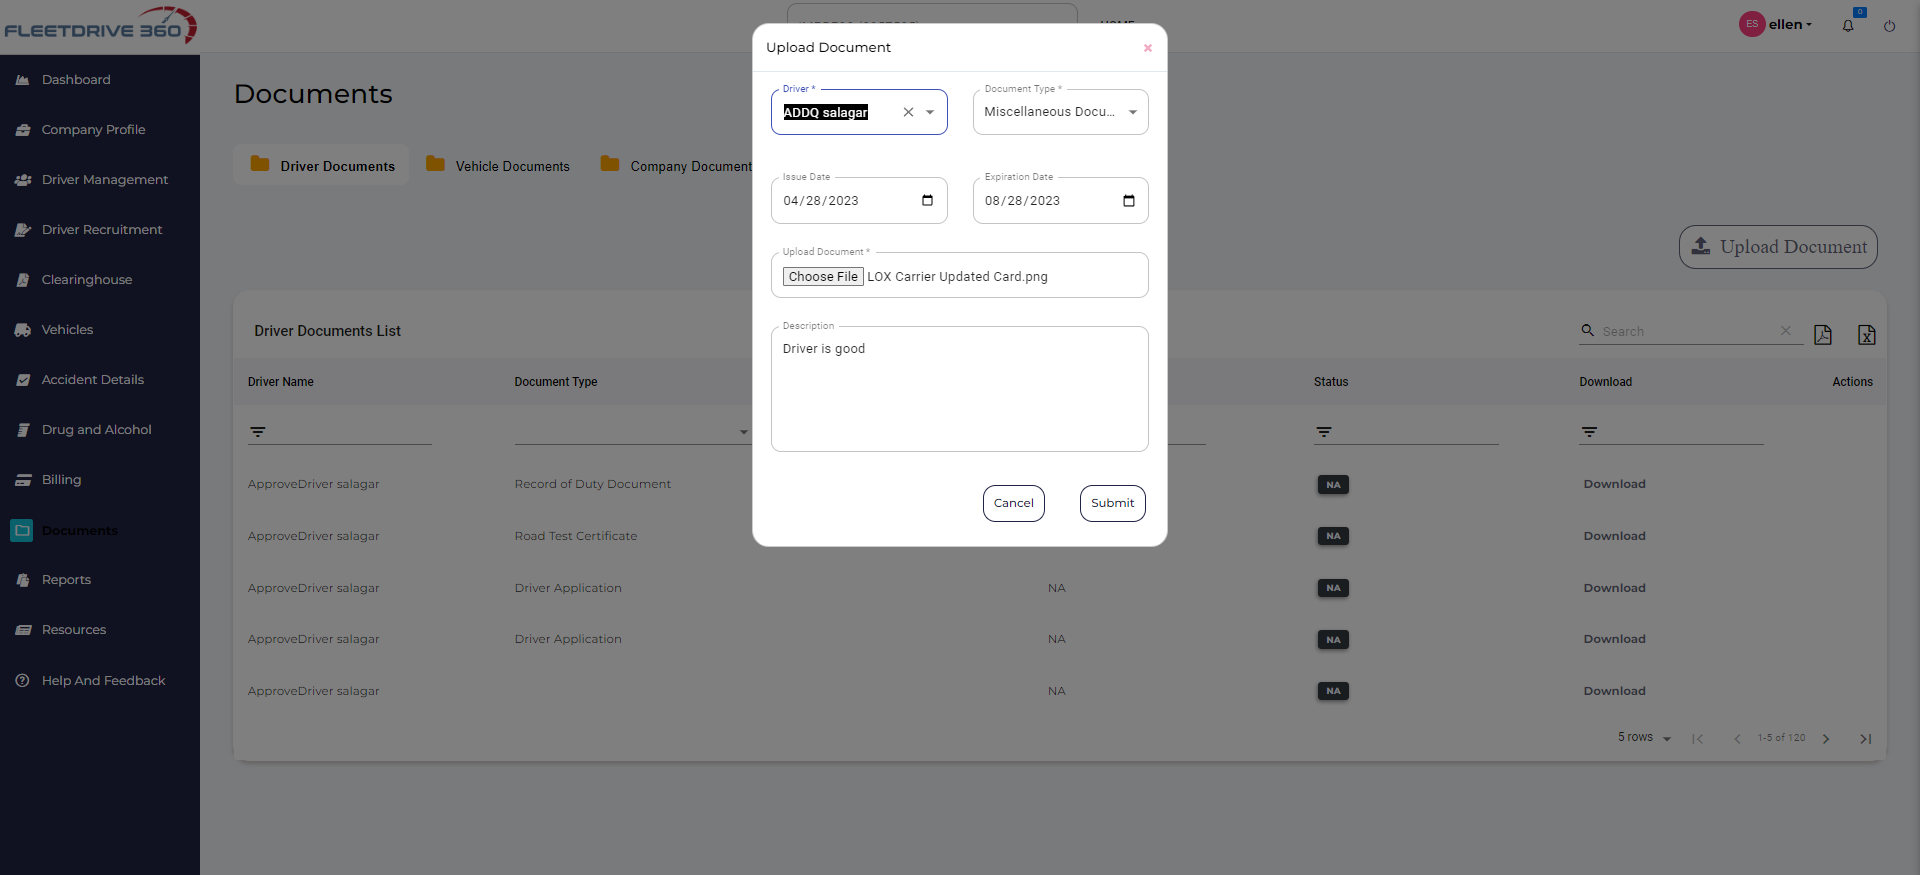 FLEETDRIVE 360
HOME
ES ellen
0
Dashboard
Company Profile
Driver Management
Driver Recruitment
Clearinghouse
Vehicles
Accident Details
Drug and Alcohol
Billing
Documents
Reports
Resources
Help And Feedback
Documents
Driver Documents Vehicle Documents Company Document
Upload Document
Upload Document ×
Driver * Document Type *
ADDQ salagar Miscellaneous Docu...
Issue Date Expiration Date
04/28/2023 08/28/2023
Upload Document *
Choose File LOX Carrier Updated Card.png
Description
Driver is good
Cancel Submit
Driver Documents List
Search
Driver Name Document Type Status Download Actions
ApproveDriver salagar Record of Duty Document NA Download
ApproveDriver salagar Road Test Certificate NA Download
ApproveDriver salagar Driver Application NA NA Download
ApproveDriver salagar Driver Application NA NA Download
ApproveDriver salagar NA NA Download
5 rows 1-5 of 120